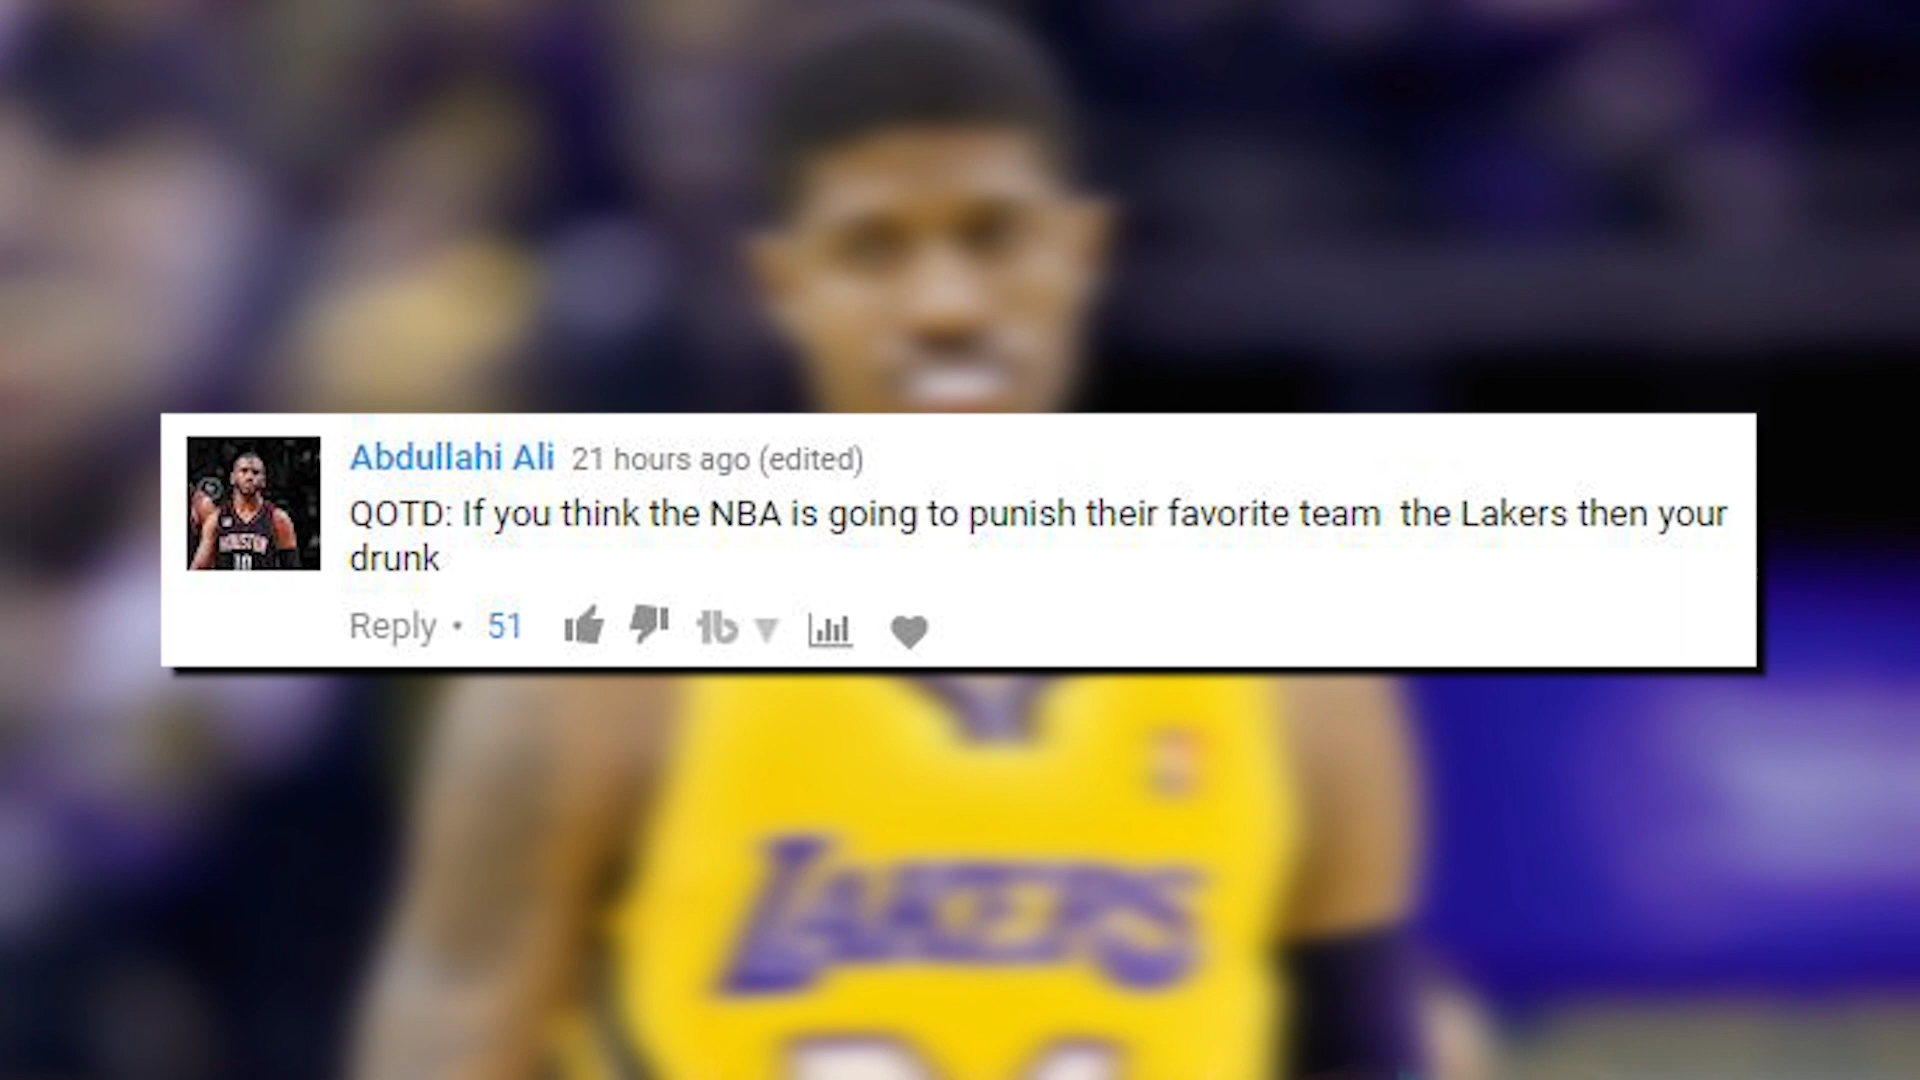 Abdullahi Ali 21 hours ago (edited)
QOTD: If you think the NBA is going to punish their favorite team the Lakers then your
drunk
Reply • 51
LAKERS